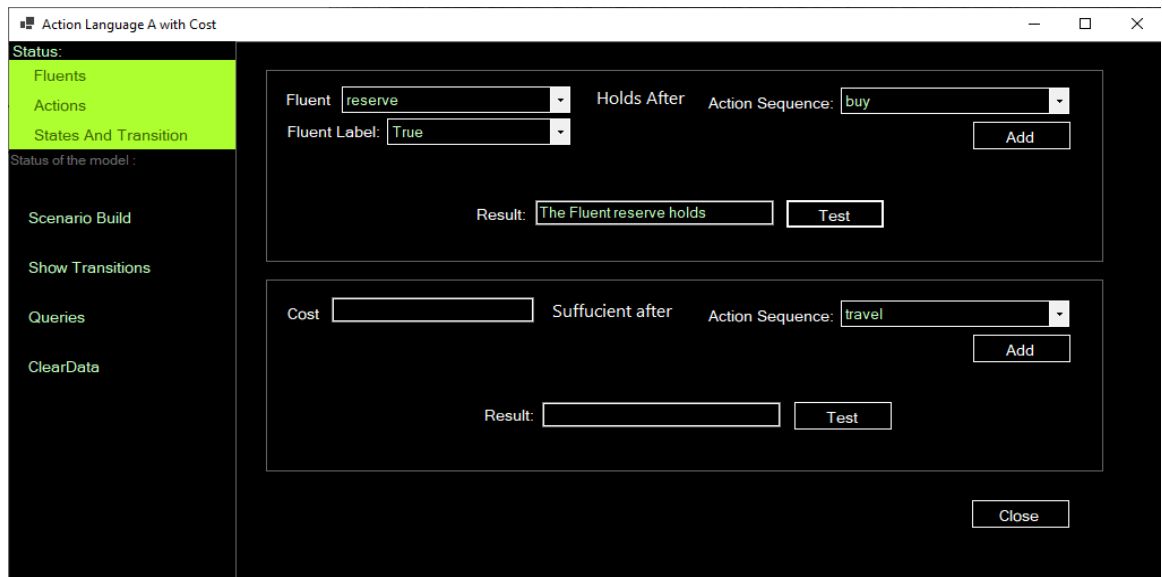 Action Language A with Cost
Status:
Fluents
Actions
States And Transition
Status of the model :
Scenario Build
Show Transitions
Queries
ClearData
Fluent reserve Holds After Action Sequence: buy
Fluent Label: True
Add
Result: The Fluent reserve holds Test
Cost Suffucient after Action Sequence: travel
Add
Result: Test
Close